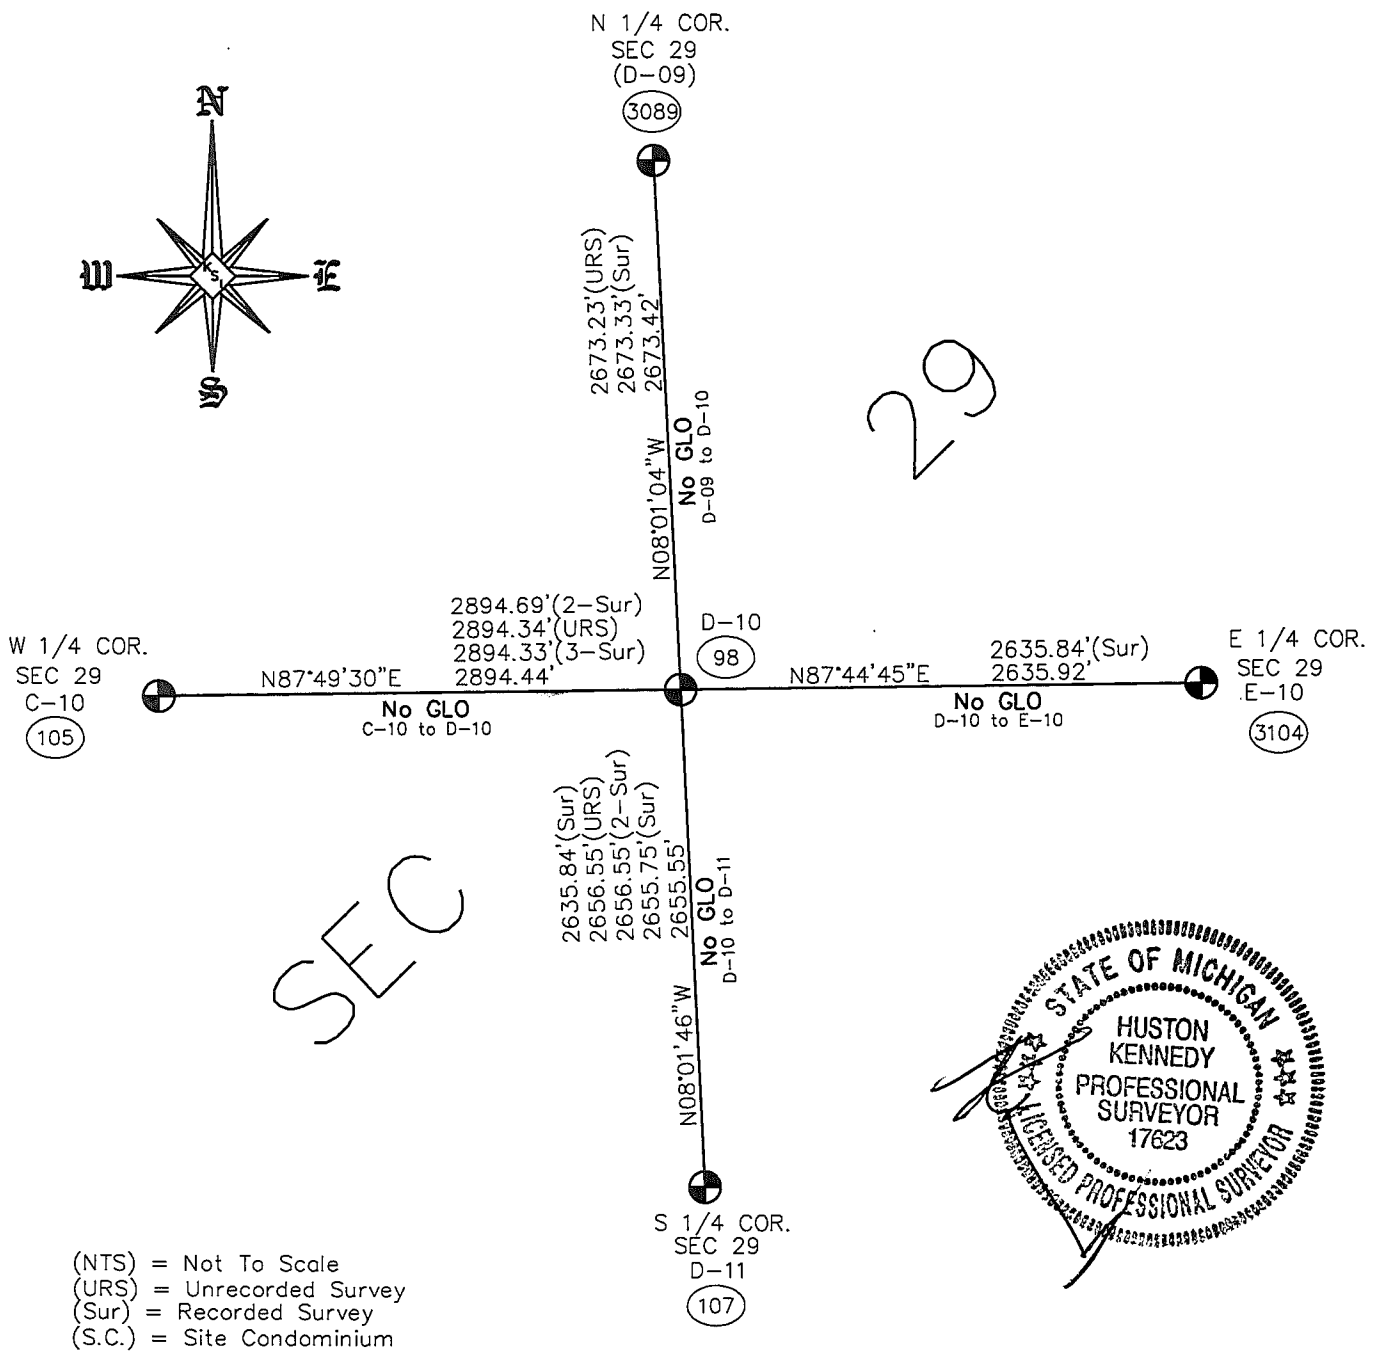 N 1/4 COR.
SEC 29
(D-09)
3089
N
W
E
S
K
S
I
2673.23'(URS)
2673.33'(Sur)
2673.42'
N08°01'04"W
No GLO
D-09 to D-10
29
2894.69'(2-Sur)
2894.34'(URS)
2894.33'(3-Sur)
2894.44'
N87°49'30"E
No GLO
C-10 to D-10
W 1/4 COR.
SEC 29
C-10
105
D-10
98
N87°44'45"E
2635.84'(Sur)
2635.92'
No GLO
D-10 to E-10
E 1/4 COR.
SEC 29
E-10
3104
2635.84'(Sur)
2656.55'(URS)
2656.55'(2-Sur)
2655.75'(Sur)
2655.55'
N08°01'46"W
No GLO
D-10 to D-11
SEC
STATE OF MICHIGAN
HUSTON
KENNEDY
PROFESSIONAL
SURVEYOR
17623
LICENSED PROFESSIONAL SURVEYOR
S 1/4 COR.
SEC 29
D-11
107
(NTS) = Not To Scale
(URS) = Unrecorded Survey
(Sur) = Recorded Survey
(S.C.) = Site Condominium